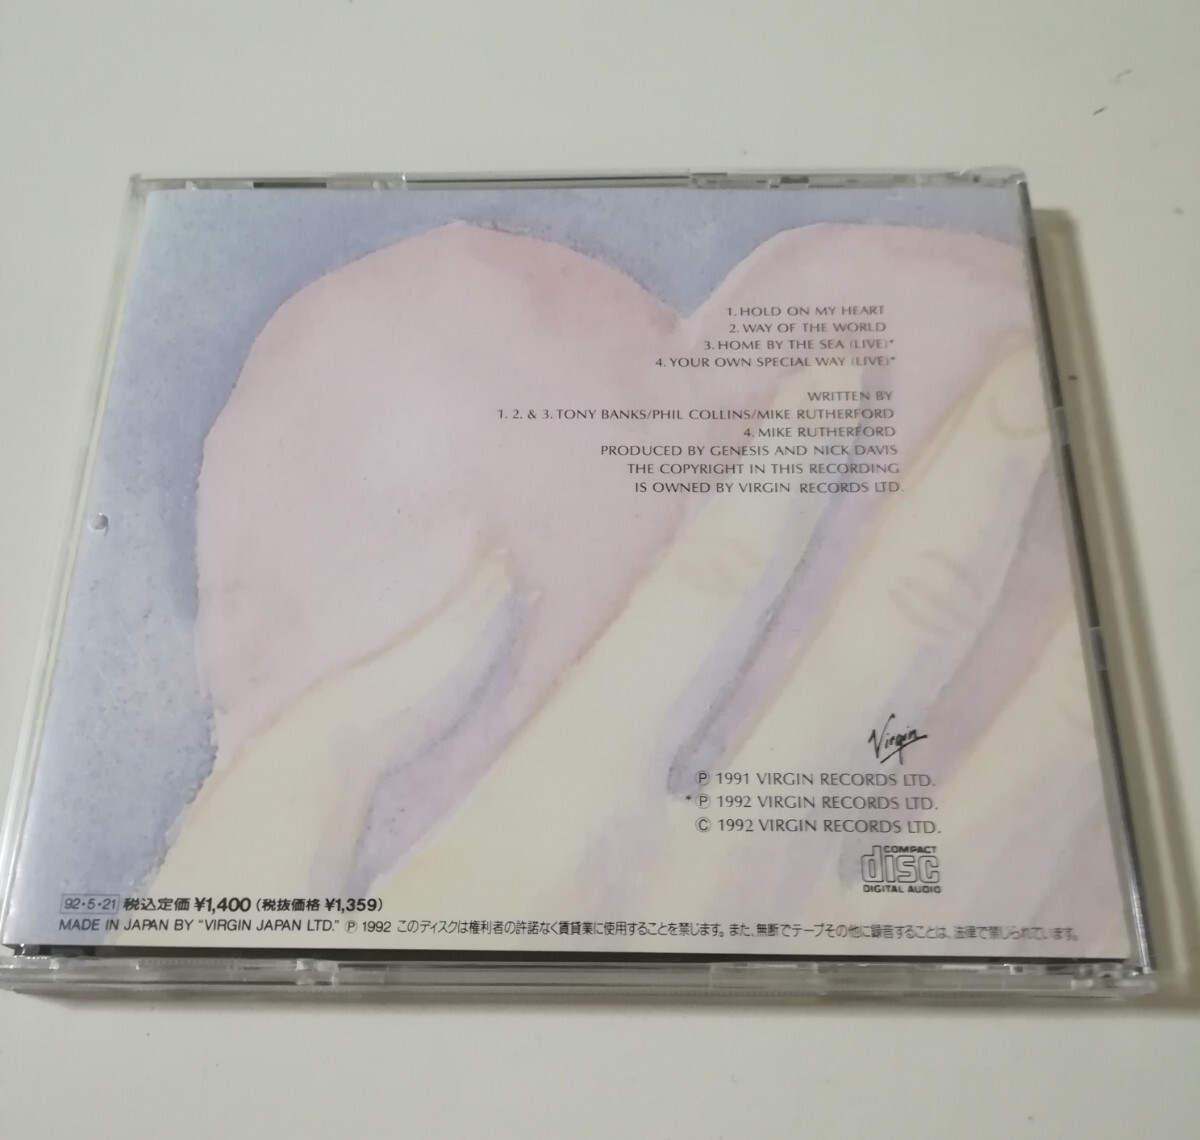 1. HOLD ON MY HEART
2. WAY OF THE WORLD
3. HOME BY THE SEA (LIVE)*
4. YOUR OWN SPECIAL WAY (LIVE)*
WRITTEN BY
1. 2. & 3. TONY BANKS/PHIL COLLINS/MIKE RUTHERFORD
4. MIKE RUTHERFORD
PRODUCED BY GENESIS AND NICK DAVIS
THE COPYRIGHT IN THIS RECORDING
IS OWNED BY VIRGIN RECORDS LTD.
Virgin
Ⓟ 1991 VIRGIN RECORDS LTD.
*Ⓟ 1992 VIRGIN RECORDS LTD.
© 1992 VIRGIN RECORDS LTD.
COMPACT
disc
DIGITAL AUDIO
92・5・21 税込定価 ¥1,400 (税抜価格 ¥1,359)
MADE IN JAPAN BY "VIRGIN JAPAN LTD." Ⓟ 1992 このディスクは権利者の許諾なく賃貸業に使用することを禁じます。また、無断でテープその他に録音することは、法律で禁じられています。